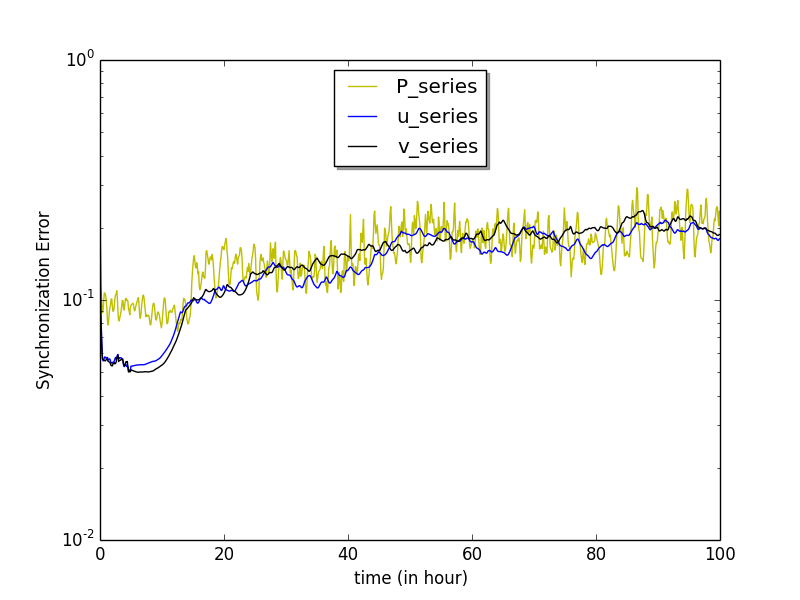 10^0
P_series
u_series
v_series
Synchronization Error
10^-1
10^-2
0 20 40 60 80 100
time (in hour)